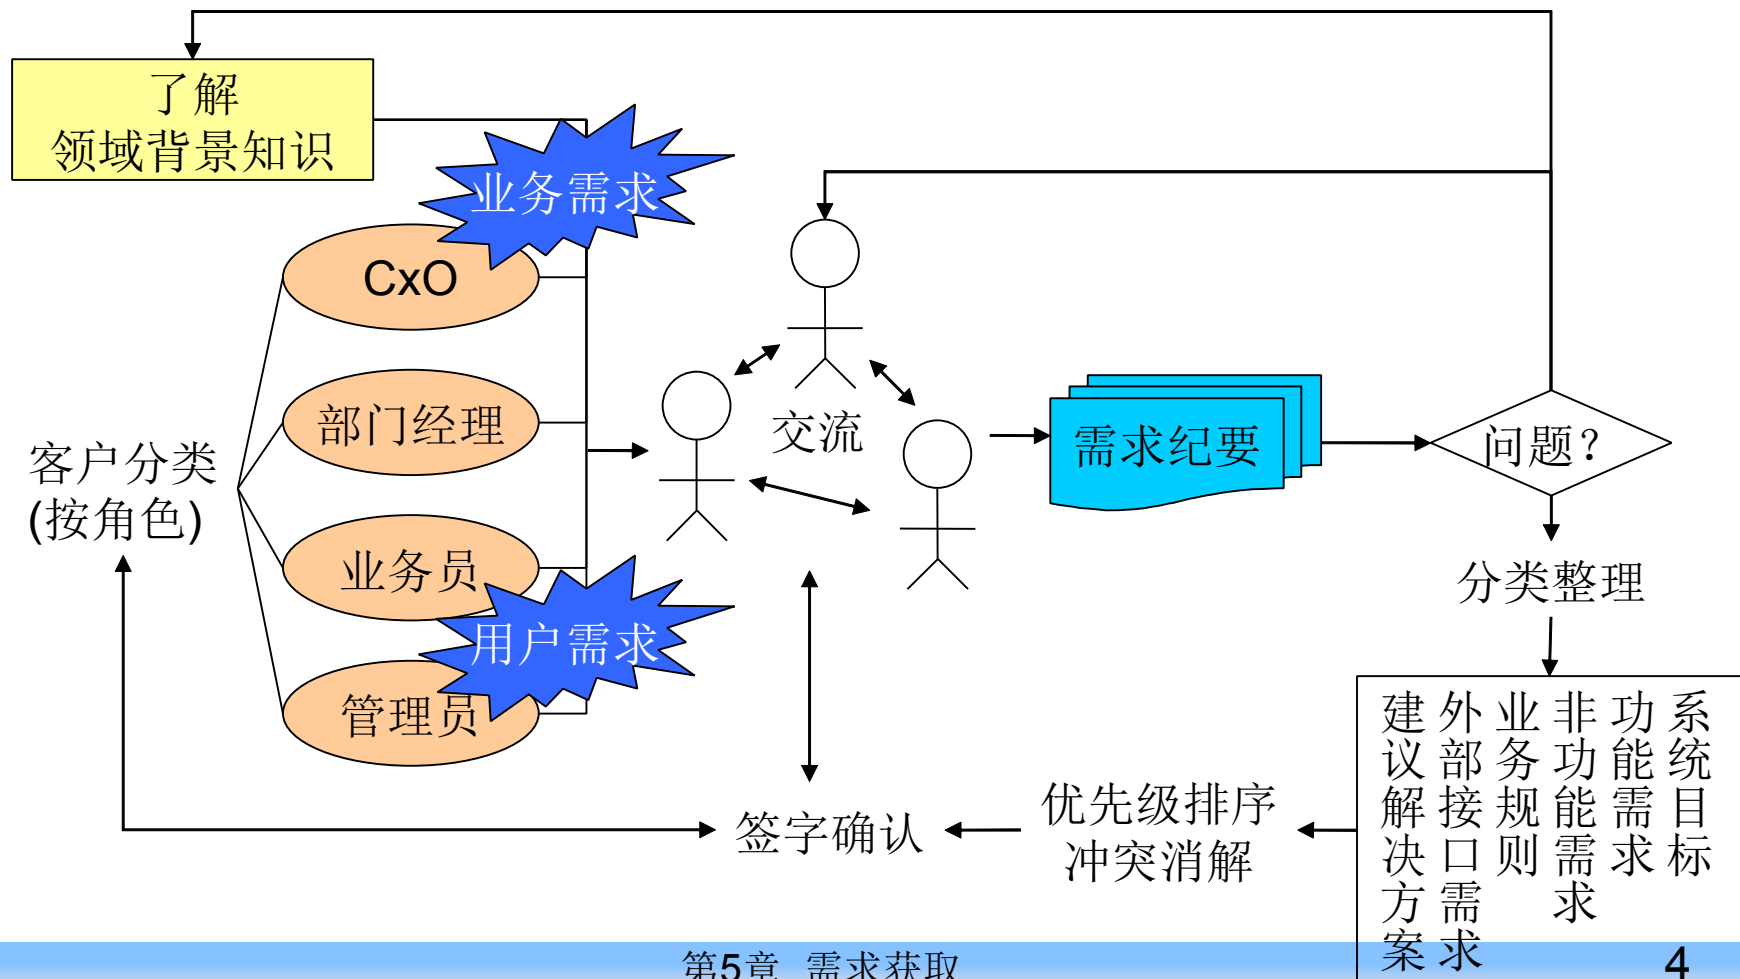 了解
领域背景知识
业务需求
CxO
部门经理
客户分类
(按角色)
业务员
用户需求
管理员
交流
需求纪要
问题？
分类整理
系统目标
功能需求
非功能需求
业务规则
外部接口需求
建议解决方案
优先级排序
冲突消解
签字确认
第5章 需求获取
4